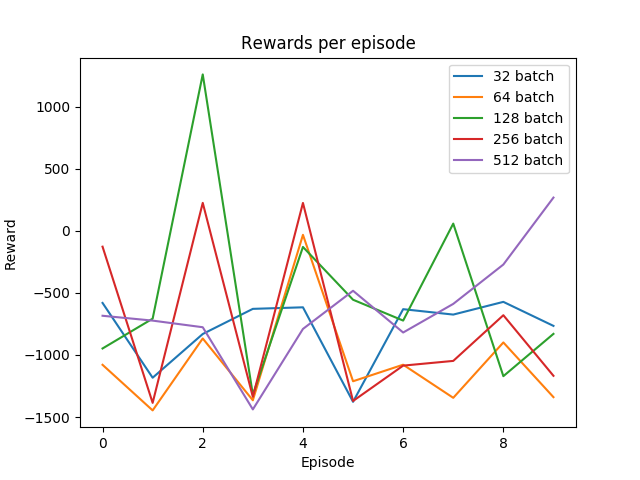 Rewards per episode
32 batch
64 batch
128 batch
256 batch
512 batch
1000
500
0
−500
−1000
−1500
Reward
0 2 4 6 8
Episode